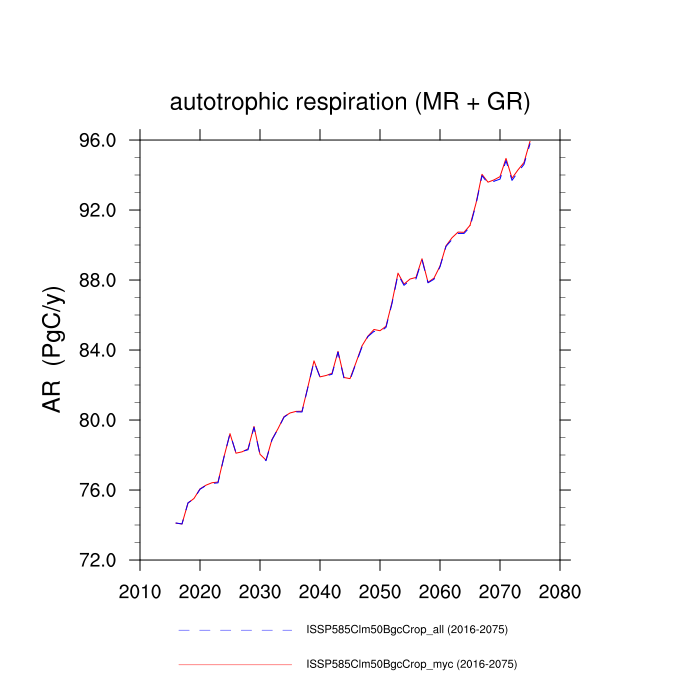 autotrophic respiration (MR + GR)
96.0
92.0
88.0
84.0
80.0
76.0
72.0
AR (PgC/y)
2010 2020 2030 2040 2050 2060 2070 2080
ISSP585Clm50BgcCrop_all (2016-2075)
ISSP585Clm50BgcCrop_myc (2016-2075)